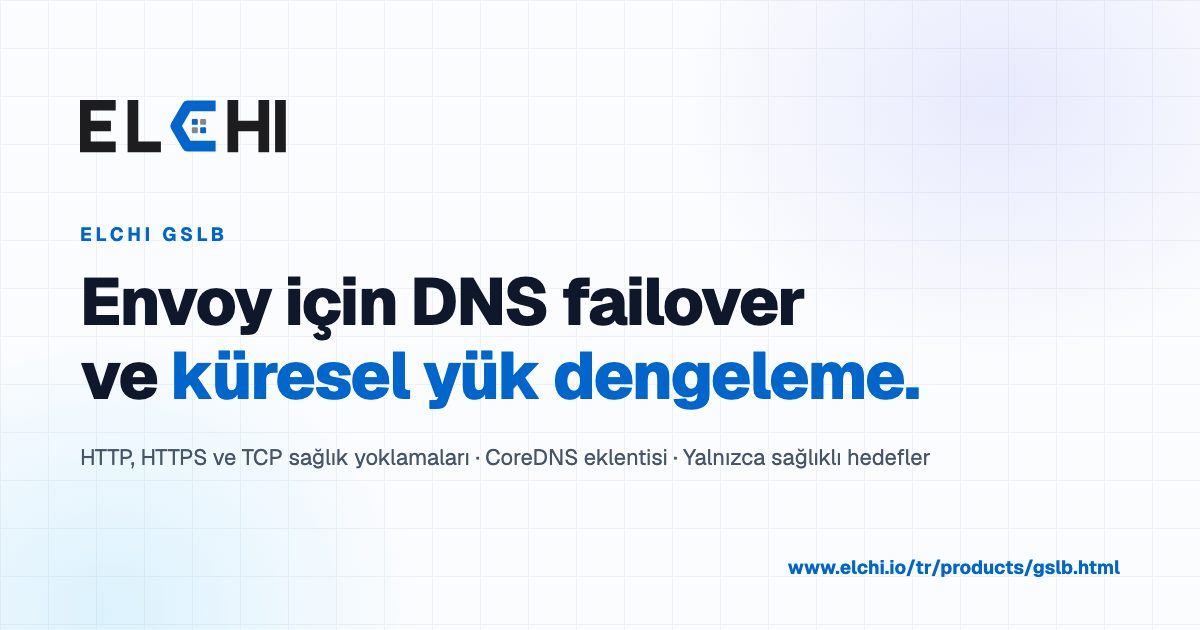 ELCHI
ELCHI GSLB
Envoy için DNS failover
ve küresel yük dengeleme.
HTTP, HTTPS ve TCP sağlık yoklamaları · CoreDNS eklentisi · Yalnızca sağlıklı hedefler
www.elchi.io/tr/products/gslb.html